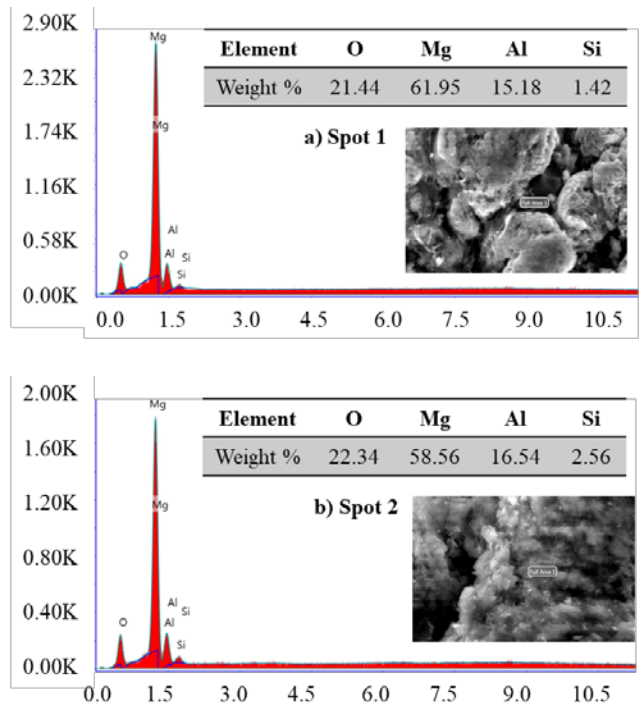 2.90K
2.32K
1.74K
1.16K
0.58K
0.00K
Mg
Mg
Al
O Al Si
Si
Element O Mg Al Si
Weight % 21.44 61.95 15.18 1.42
a) Spot 1
Full Area 1
0.0 1.5 3.0 4.5 6.0 7.5 9.0 10.5
2.00K
1.60K
1.20K
0.80K
0.40K
0.00K
Mg
Mg
Al
Si
O Al
Si
Element O Mg Al Si
Weight % 22.34 58.56 16.54 2.56
b) Spot 2
0.0 1.5 3.0 4.5 6.0 7.5 9.0 10.5